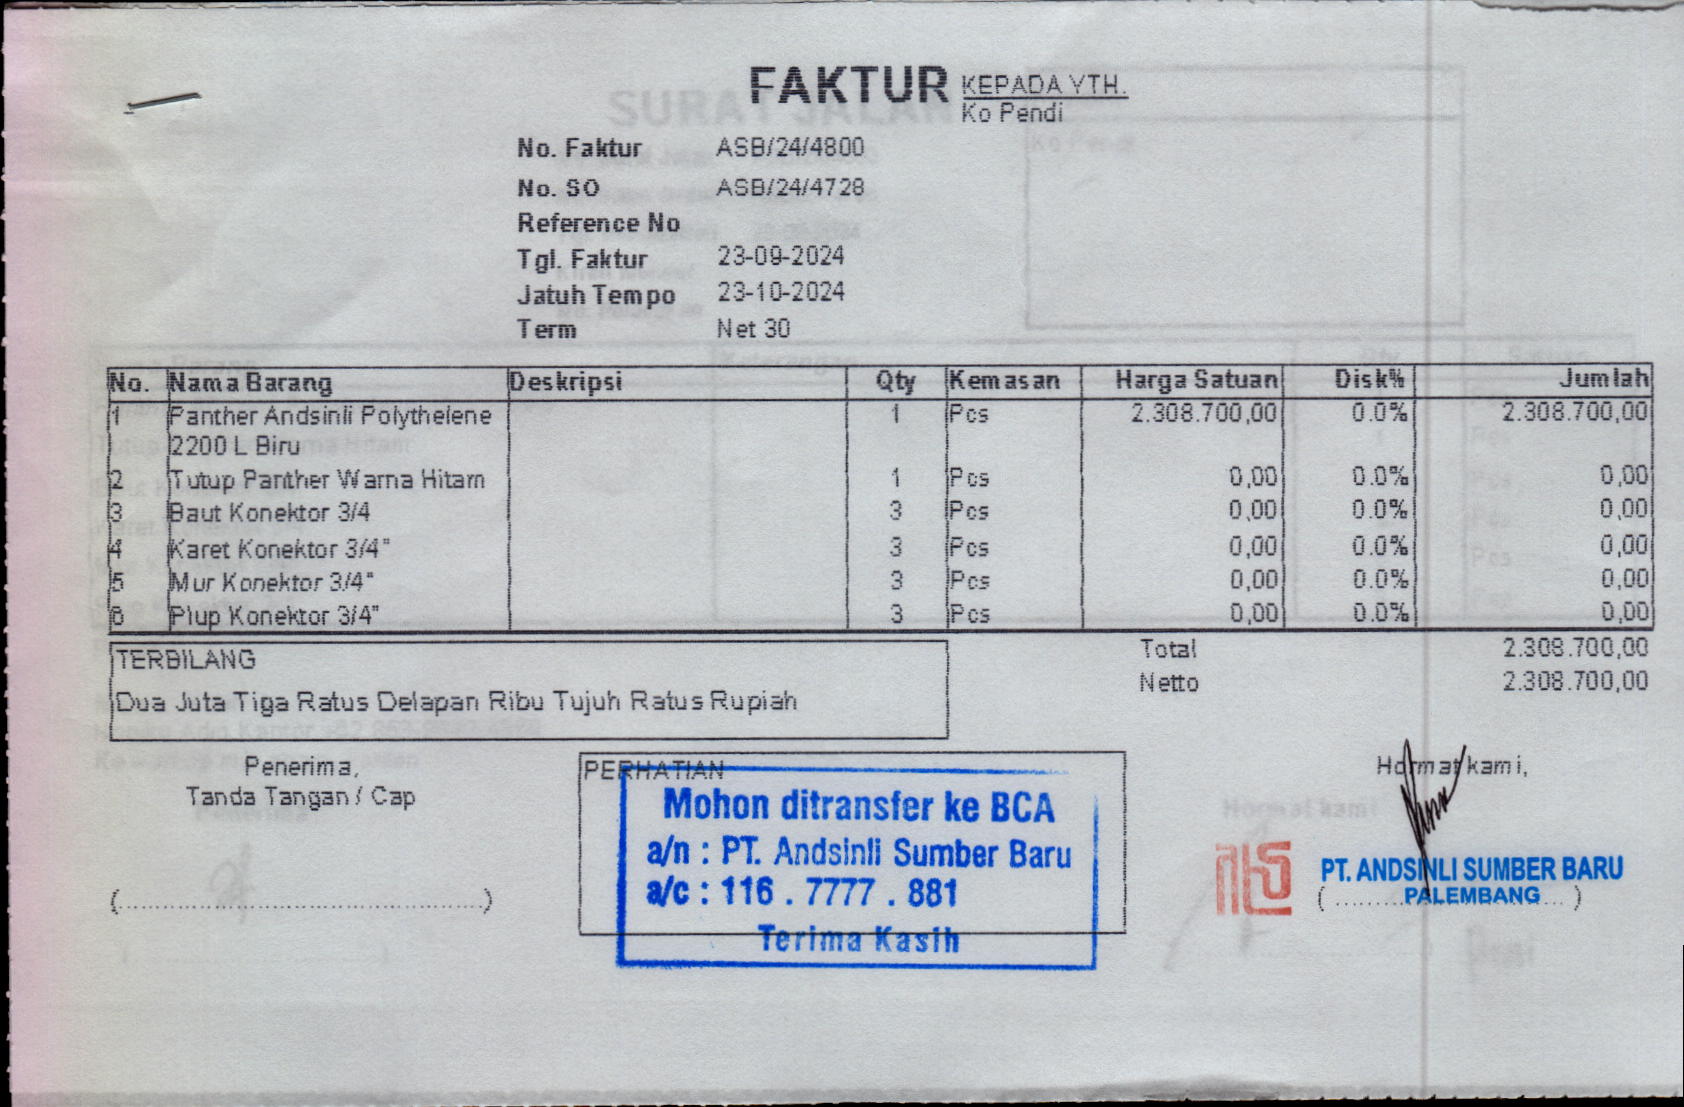 FAKTUR
KEPADA YTH.
Ko Pendi
No. Faktur ASB/24/4800
No. SO ASB/24/4728
Reference No
Tgl. Faktur 23-09-2024
Jatuh Tempo 23-10-2024
Term Net 30
No. Nama Barang Deskripsi Qty Kemasan Harga Satuan Disk% Jumlah
1 Panther Andsinli Polythelene 1 Pcs 2.308.700,00 0.0% 2.308.700,00
2200 L Biru
2 Tutup Panther Warna Hitam 1 Pcs 0,00 0.0% 0,00
3 Baut Konektor 3/4 3 Pcs 0,00 0.0% 0,00
4 Karet Konektor 3/4" 3 Pcs 0,00 0.0% 0,00
5 Mur Konektor 3/4" 3 Pcs 0,00 0.0% 0,00
6 Plup Konektor 3/4" 3 Pcs 0,00 0.0% 0,00
Total 2.308.700,00
Netto 2.308.700,00
TERBILANG
Dua Juta Tiga Ratus Delapan Ribu Tujuh Ratus Rupiah
Penerima,
Tanda Tangan / Cap
(...............................................)
PERHATIAN
Mohon ditransfer ke BCA
a/n : PT. Andsinli Sumber Baru
a/c : 116 . 7777 . 881
Terima Kasih
Hormat kami,
PT. ANDSINLI SUMBER BARU
PALEMBANG
SURAT JALAN
Ko Pendi